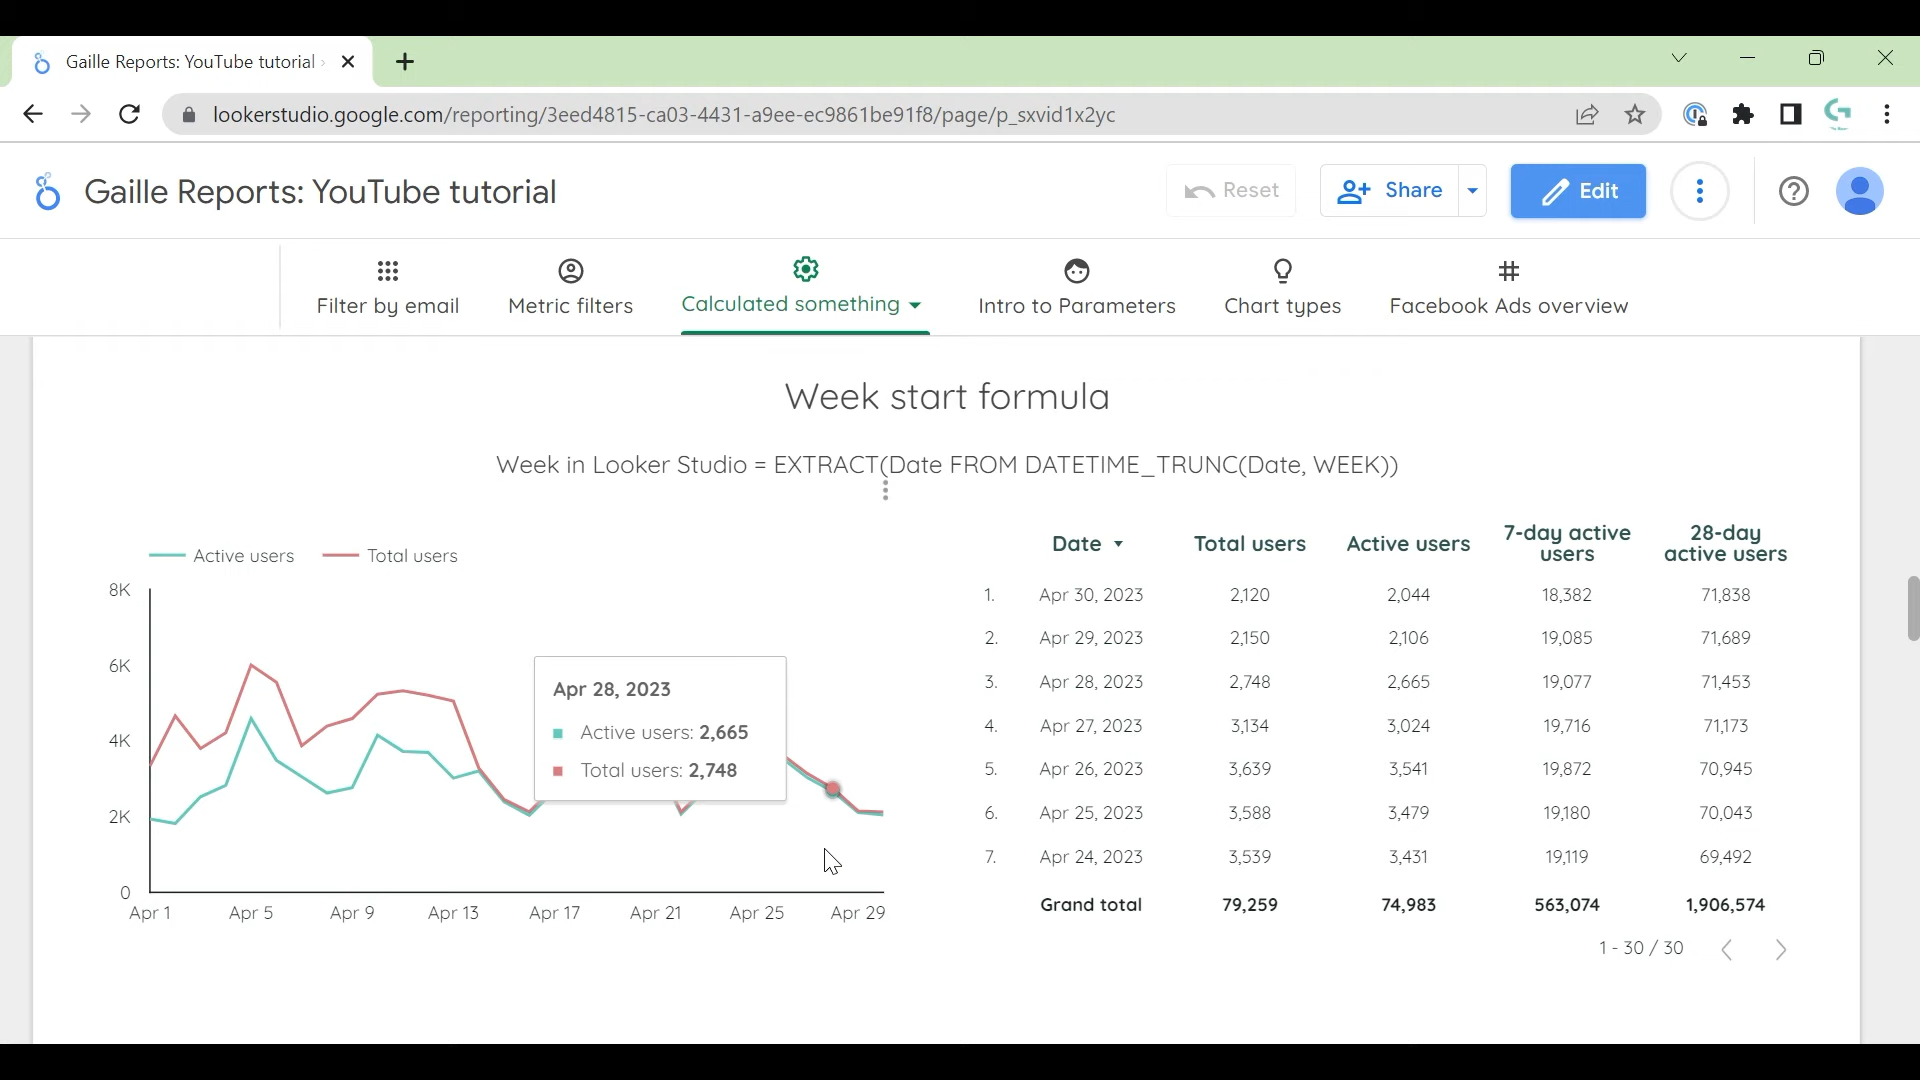 Gaille Reports: YouTube tutorial ›
lookerstudio.google.com/reporting/3eed4815-ca03-4431-a9ee-ec9861be91f8/page/p_sxvid1x2yc
Gaille Reports: YouTube tutorial
Reset
Share
Edit
Filter by email
Metric filters
Calculated something
Intro to Parameters
Chart types
Facebook Ads overview
Week start formula
Week in Looker Studio = EXTRACT(Date FROM DATETIME_TRUNC(Date, WEEK))
Active users Total users
8K
6K
4K
2K
0
Apr 1 Apr 5 Apr 9 Apr 13 Apr 17 Apr 21 Apr 25 Apr 29
Apr 28, 2023
Active users: 2,665
Total users: 2,748
Date Total users Active users 7-day active users 28-day active users
1. Apr 30, 2023 2,120 2,044 18,382 71,838
2. Apr 29, 2023 2,150 2,106 19,085 71,689
3. Apr 28, 2023 2,748 2,665 19,077 71,453
4. Apr 27, 2023 3,134 3,024 19,716 71,173
5. Apr 26, 2023 3,639 3,541 19,872 70,945
6. Apr 25, 2023 3,588 3,479 19,180 70,043
7. Apr 24, 2023 3,539 3,431 19,119 69,492
Grand total 79,259 74,983 563,074 1,906,574
1 - 30 / 30